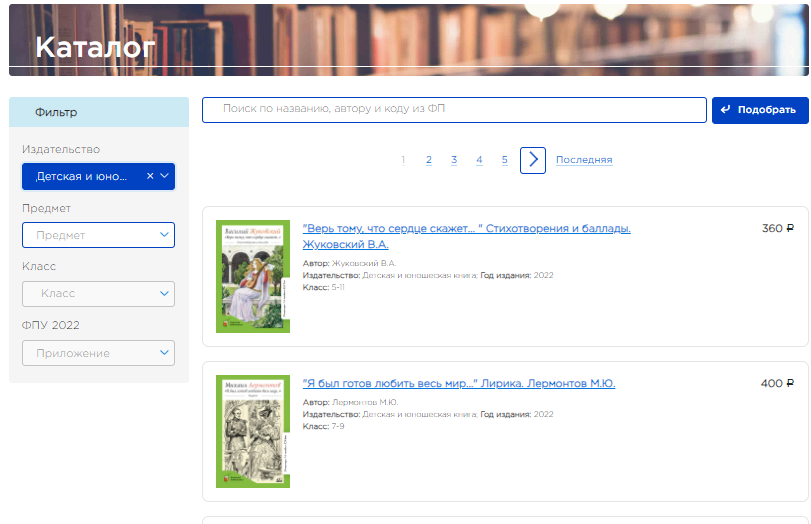 Каталог
Фильтр
Издательство
Детская и юно...
Предмет
Предмет
Класс
Класс
ФПУ 2022
Приложение
Поиск по названию, автору и коду из ФП
Подобрать
1 2 3 4 5 Последняя
"Верь тому, что сердце скажет... " Стихотворения и баллады.
Жуковский В.А.
360 ₽
Автор: Жуковский В.А.
Издательство: Детская и юношеская книга; Год издания: 2022
Класс: 5-11
Василий Жуковский
"Я был готов любить весь мир..." Лирика. Лермонтов М.Ю.
400 ₽
Автор: Лермонтов М.Ю.
Издательство: Детская и юношеская книга; Год издания: 2022
Класс: 7-9
Михаил Лермонтов